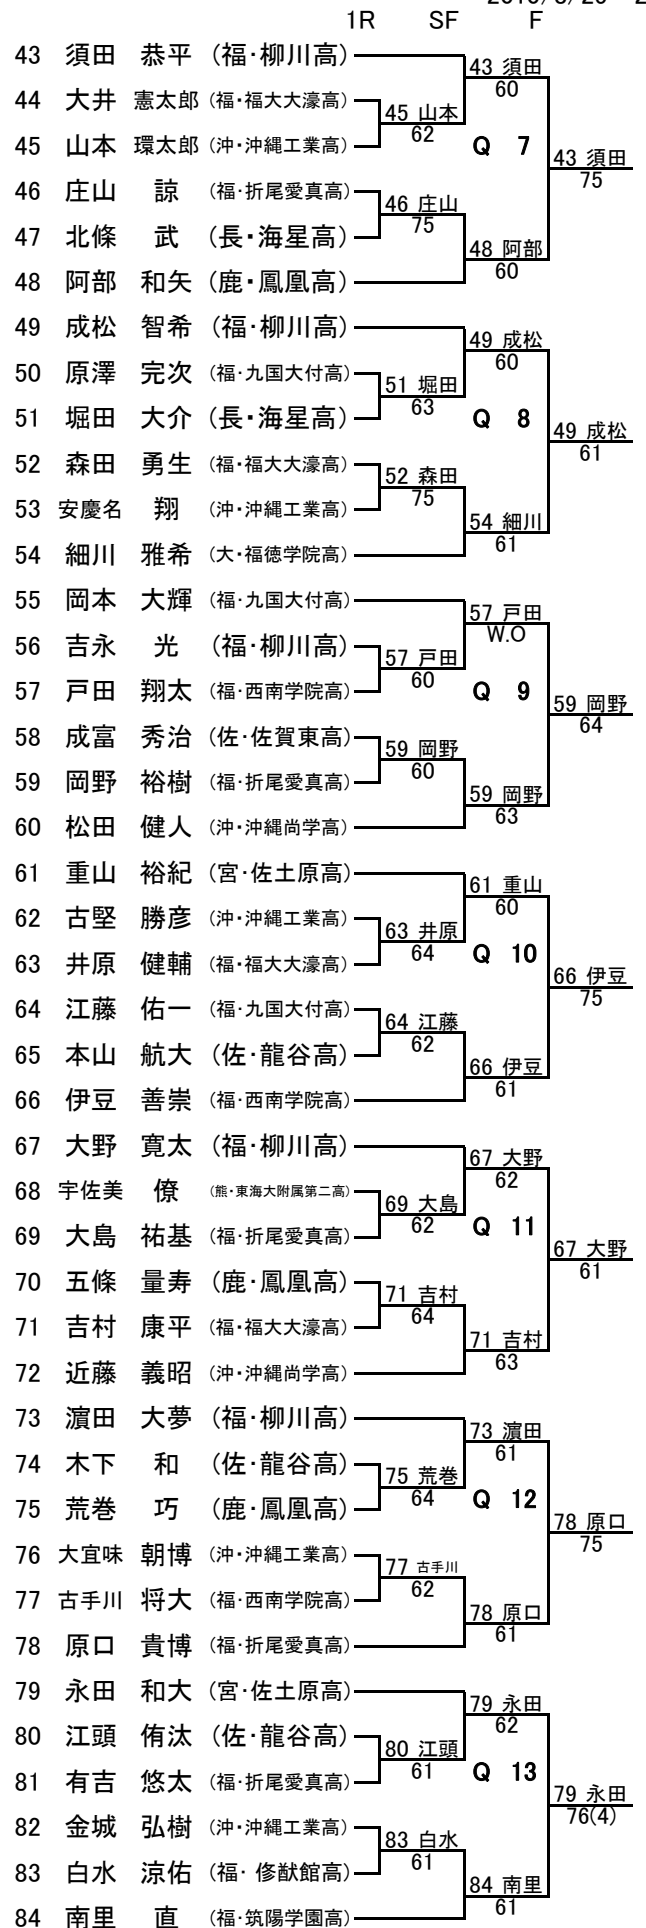 1R SF F
43 須田 恭平 (福・柳川高)
43 須田
60
44 大井 憲太郎 (福・福大大濠高)
45 山本
62
45 山本 環太郎 (沖・沖縄工業高)
Q 7
43 須田
75
46 庄山 諒 (福・折尾愛真高)
46 庄山
75
47 北條 武 (長・海星高)
48 阿部
60
48 阿部 和矢 (鹿・鳳凰高)
49 成松 智希 (福・柳川高)
49 成松
60
50 原澤 完次 (福・九国大付高)
51 堀田
63
51 堀田 大介 (長・海星高)
Q 8
49 成松
61
52 森田 勇生 (福・福大大濠高)
52 森田
75
53 安慶名 翔 (沖・沖縄工業高)
54 細川
61
54 細川 雅希 (大・福徳学院高)
55 岡本 大輝 (福・九国大付高)
57 戸田
W.O
56 吉永 光 (福・柳川高)
57 戸田
60
57 戸田 翔太 (福・西南学院高)
Q 9
59 岡野
64
58 成富 秀治 (佐・佐賀東高)
59 岡野
60
59 岡野 裕樹 (福・折尾愛真高)
59 岡野
63
60 松田 健人 (沖・沖縄尚学高)
61 重山 裕紀 (宮・佐土原高)
61 重山
60
62 古堅 勝彦 (沖・沖縄工業高)
63 井原
64
63 井原 健輔 (福・福大大濠高)
Q 10
66 伊豆
75
64 江藤 佑一 (福・九国大付高)
64 江藤
62
65 本山 航大 (佐・龍谷高)
66 伊豆
61
66 伊豆 善崇 (福・西南学院高)
67 大野 寛太 (福・柳川高)
67 大野
62
68 宇佐美 僚 (熊・東海大附属第二高)
69 大島
62
69 大島 祐基 (福・折尾愛真高)
Q 11
67 大野
61
70 五條 量寿 (鹿・鳳凰高)
71 吉村
64
71 吉村 康平 (福・福大大濠高)
71 吉村
63
72 近藤 義昭 (沖・沖縄尚学高)
73 濵田 大夢 (福・柳川高)
73 濵田
61
74 木下 和 (佐・龍谷高)
75 荒巻
64
75 荒巻 巧 (鹿・鳳凰高)
Q 12
78 原口
75
76 大宜味 朝博 (沖・沖縄工業高)
77 古手川
62
77 古手川 将大 (福・西南学院高)
78 原口
61
78 原口 貴博 (福・折尾愛真高)
79 永田 和大 (宮・佐土原高)
79 永田
62
80 江頭 侑汰 (佐・龍谷高)
80 江頭
61
81 有吉 悠太 (福・折尾愛真高)
Q 13
79 永田
76(4)
82 金城 弘樹 (沖・沖縄工業高)
83 白水
61
83 白水 涼佑 (福・修猷館高)
84 南里
61
84 南里 直 (福・筑陽学園高)